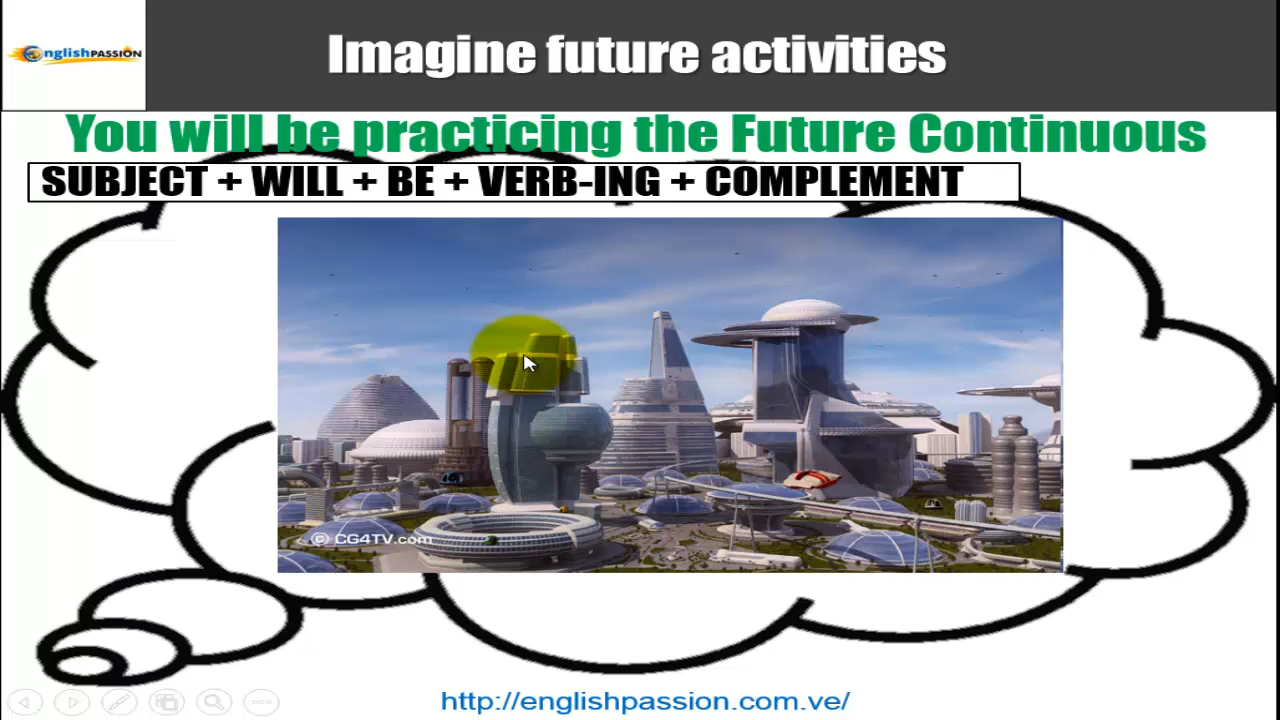 EnglishPASSION
Imagine future activities
You will be practicing the Future Continuous
SUBJECT + WILL + BE + VERB-ING + COMPLEMENT
© CG4TV.com
http://englishpassion.com.ve/